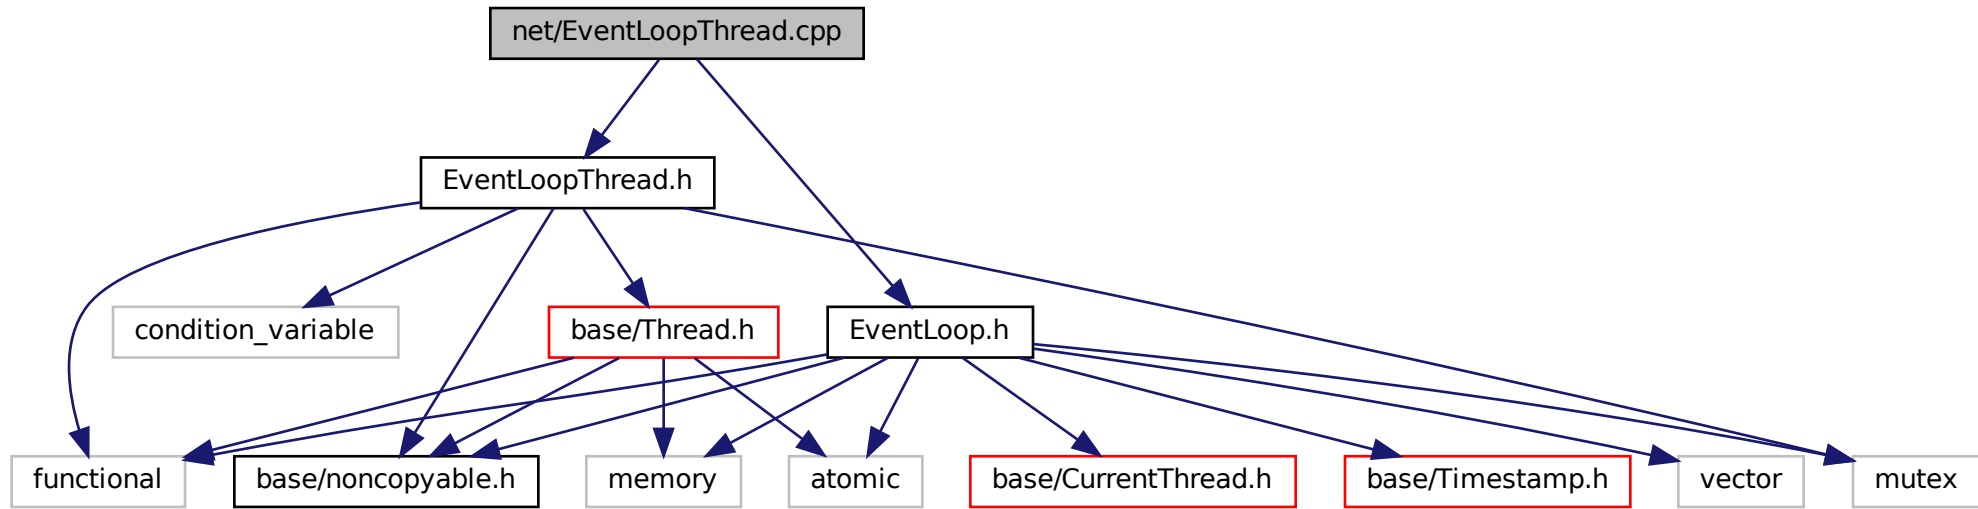 net/EventLoopThread.cpp
EventLoopThread.h
condition_variable
base/Thread.h
EventLoop.h
functional
base/noncopyable.h
memory
atomic
base/CurrentThread.h
base/Timestamp.h
vector
mutex